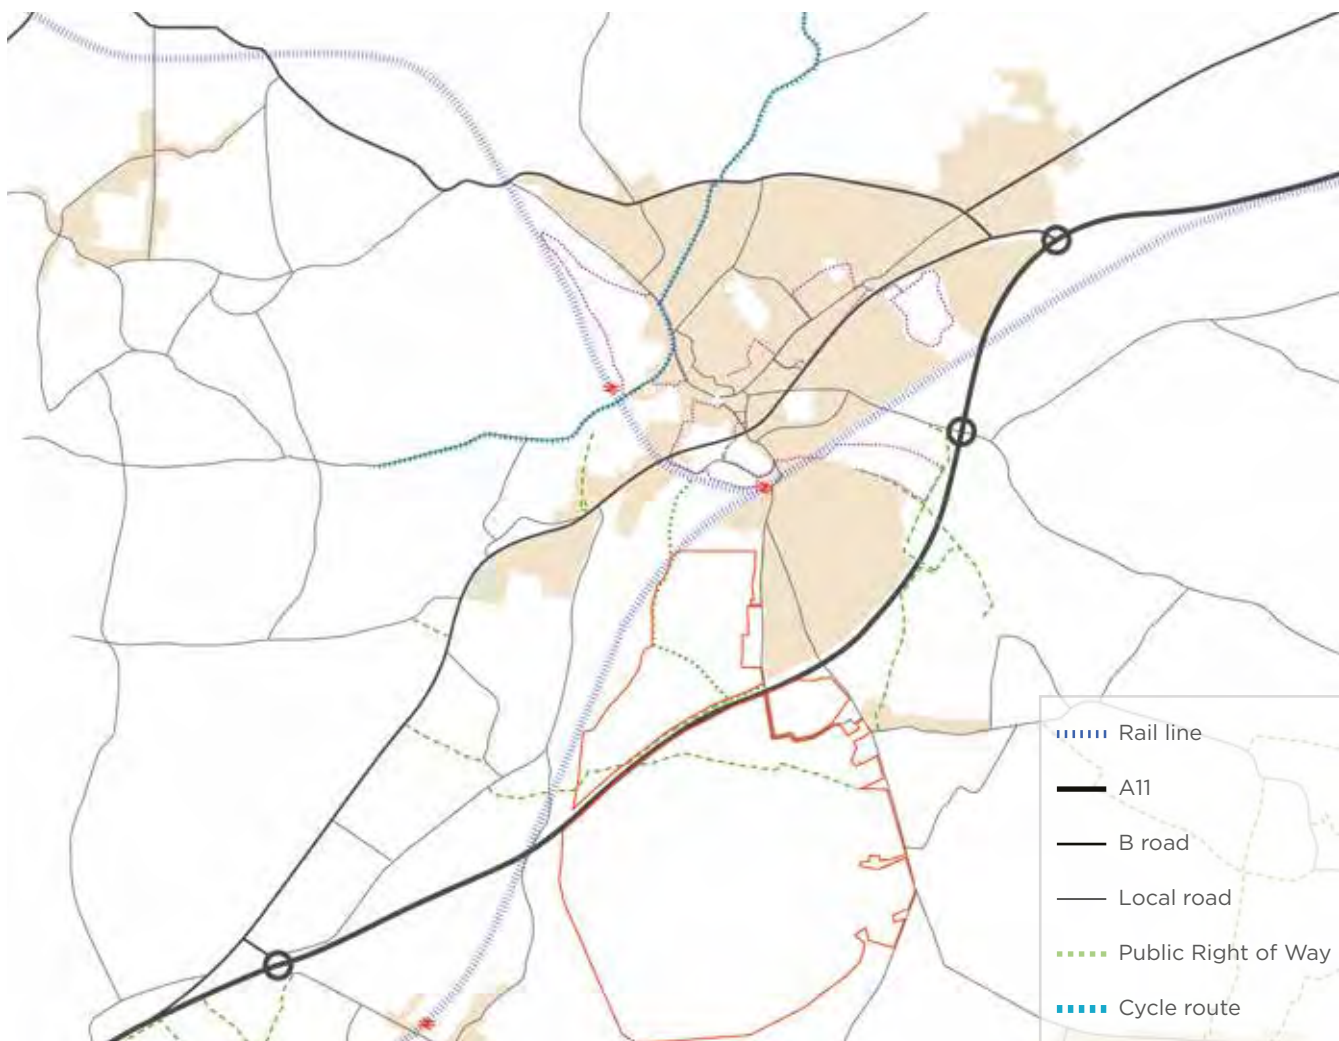 Rail line
A11
B road
Local road
Public Right of Way
Cycle route